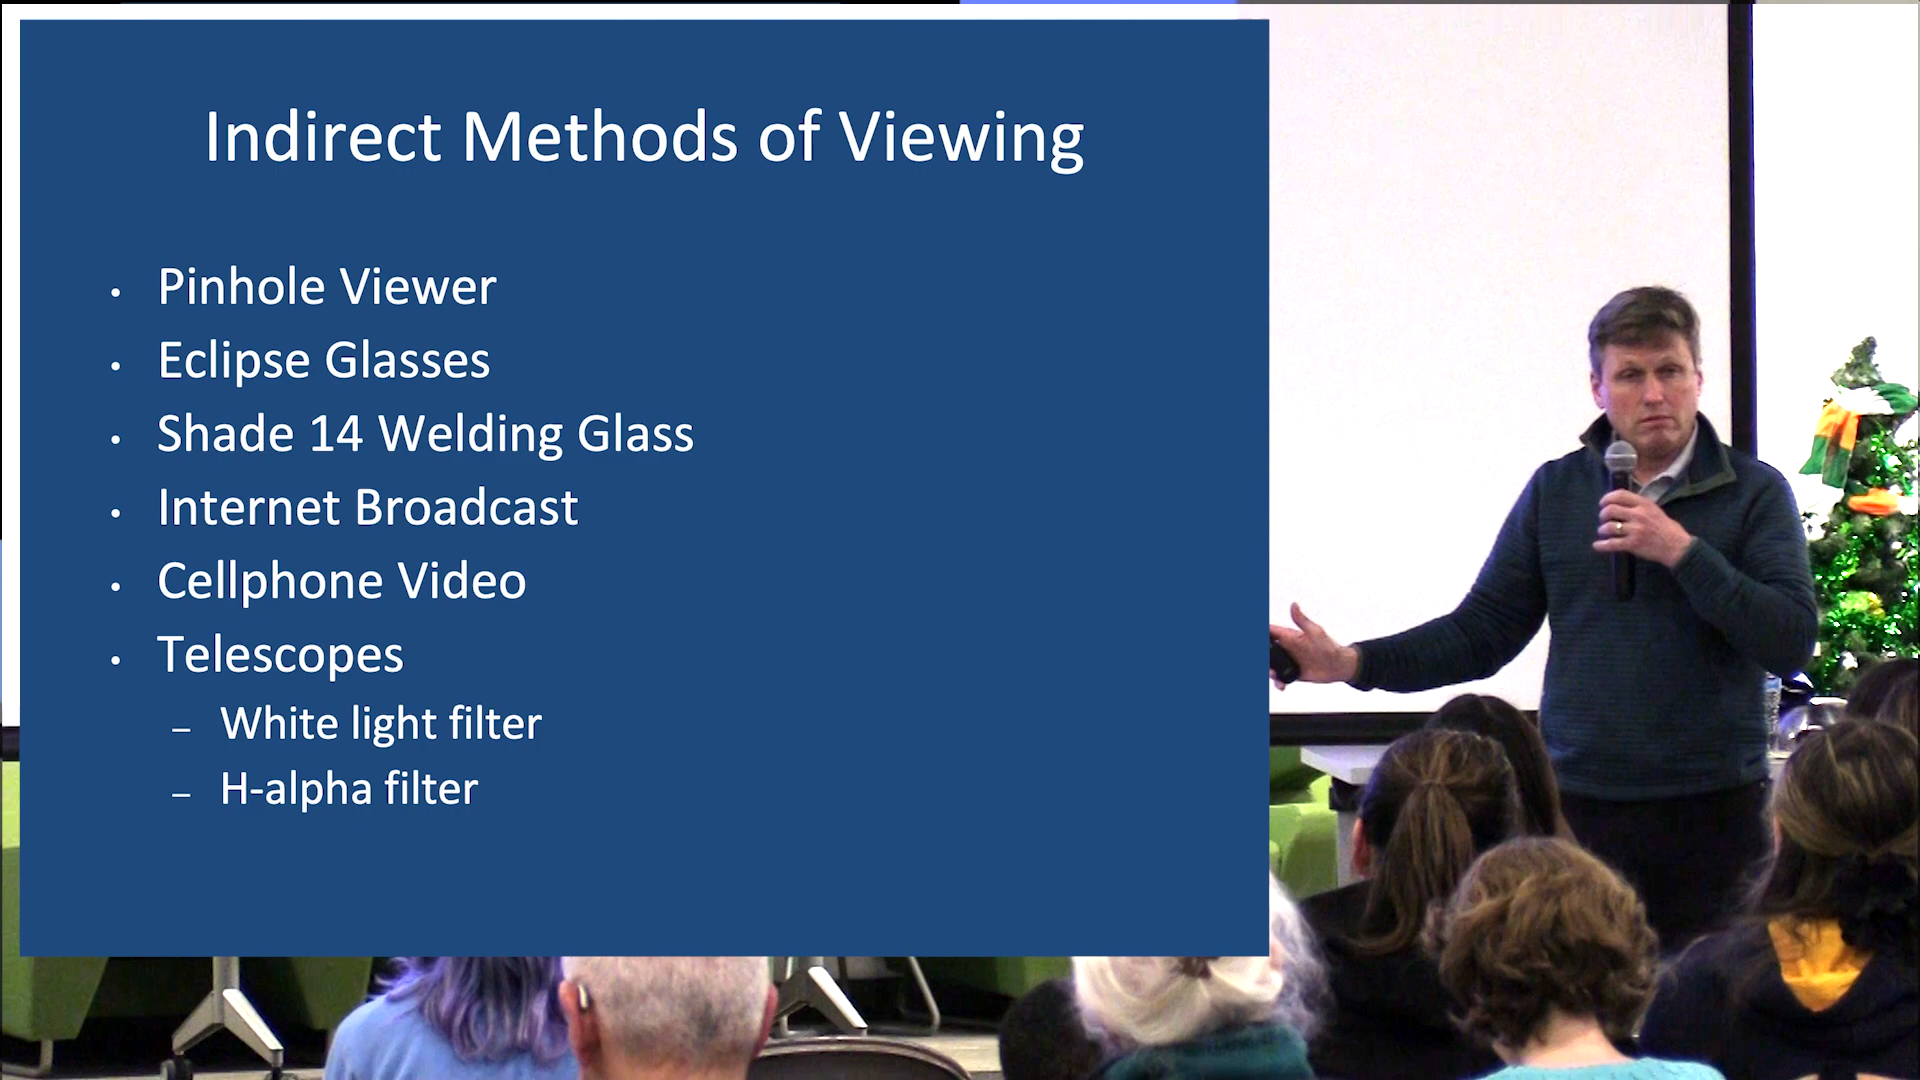 Indirect Methods of Viewing
• Pinhole Viewer
• Eclipse Glasses
• Shade 14 Welding Glass
• Internet Broadcast
• Cellphone Video
• Telescopes
– White light filter
– H-alpha filter